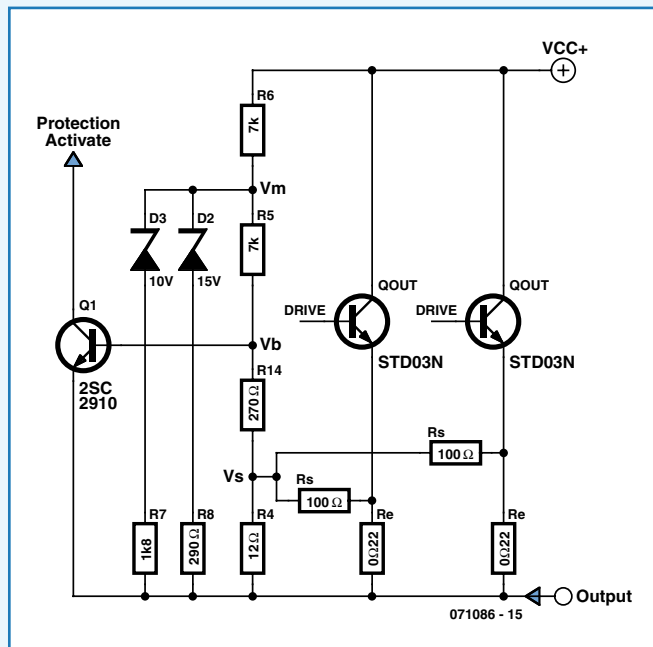 VCC+
R6
7k
Protection
Activate
Vm
D3
D2
R5
7k
10V
15V
QOUT
QOUT
Q1
DRIVE
DRIVE
Vb
STD03N
STD03N
2SC
2910
R14
270Ω
Rs
100Ω
Vs
Rs
100Ω
R7
R8
R4
Re
Re
1k8
290Ω
12Ω
0Ω22
0Ω22
Output
071086 - 15